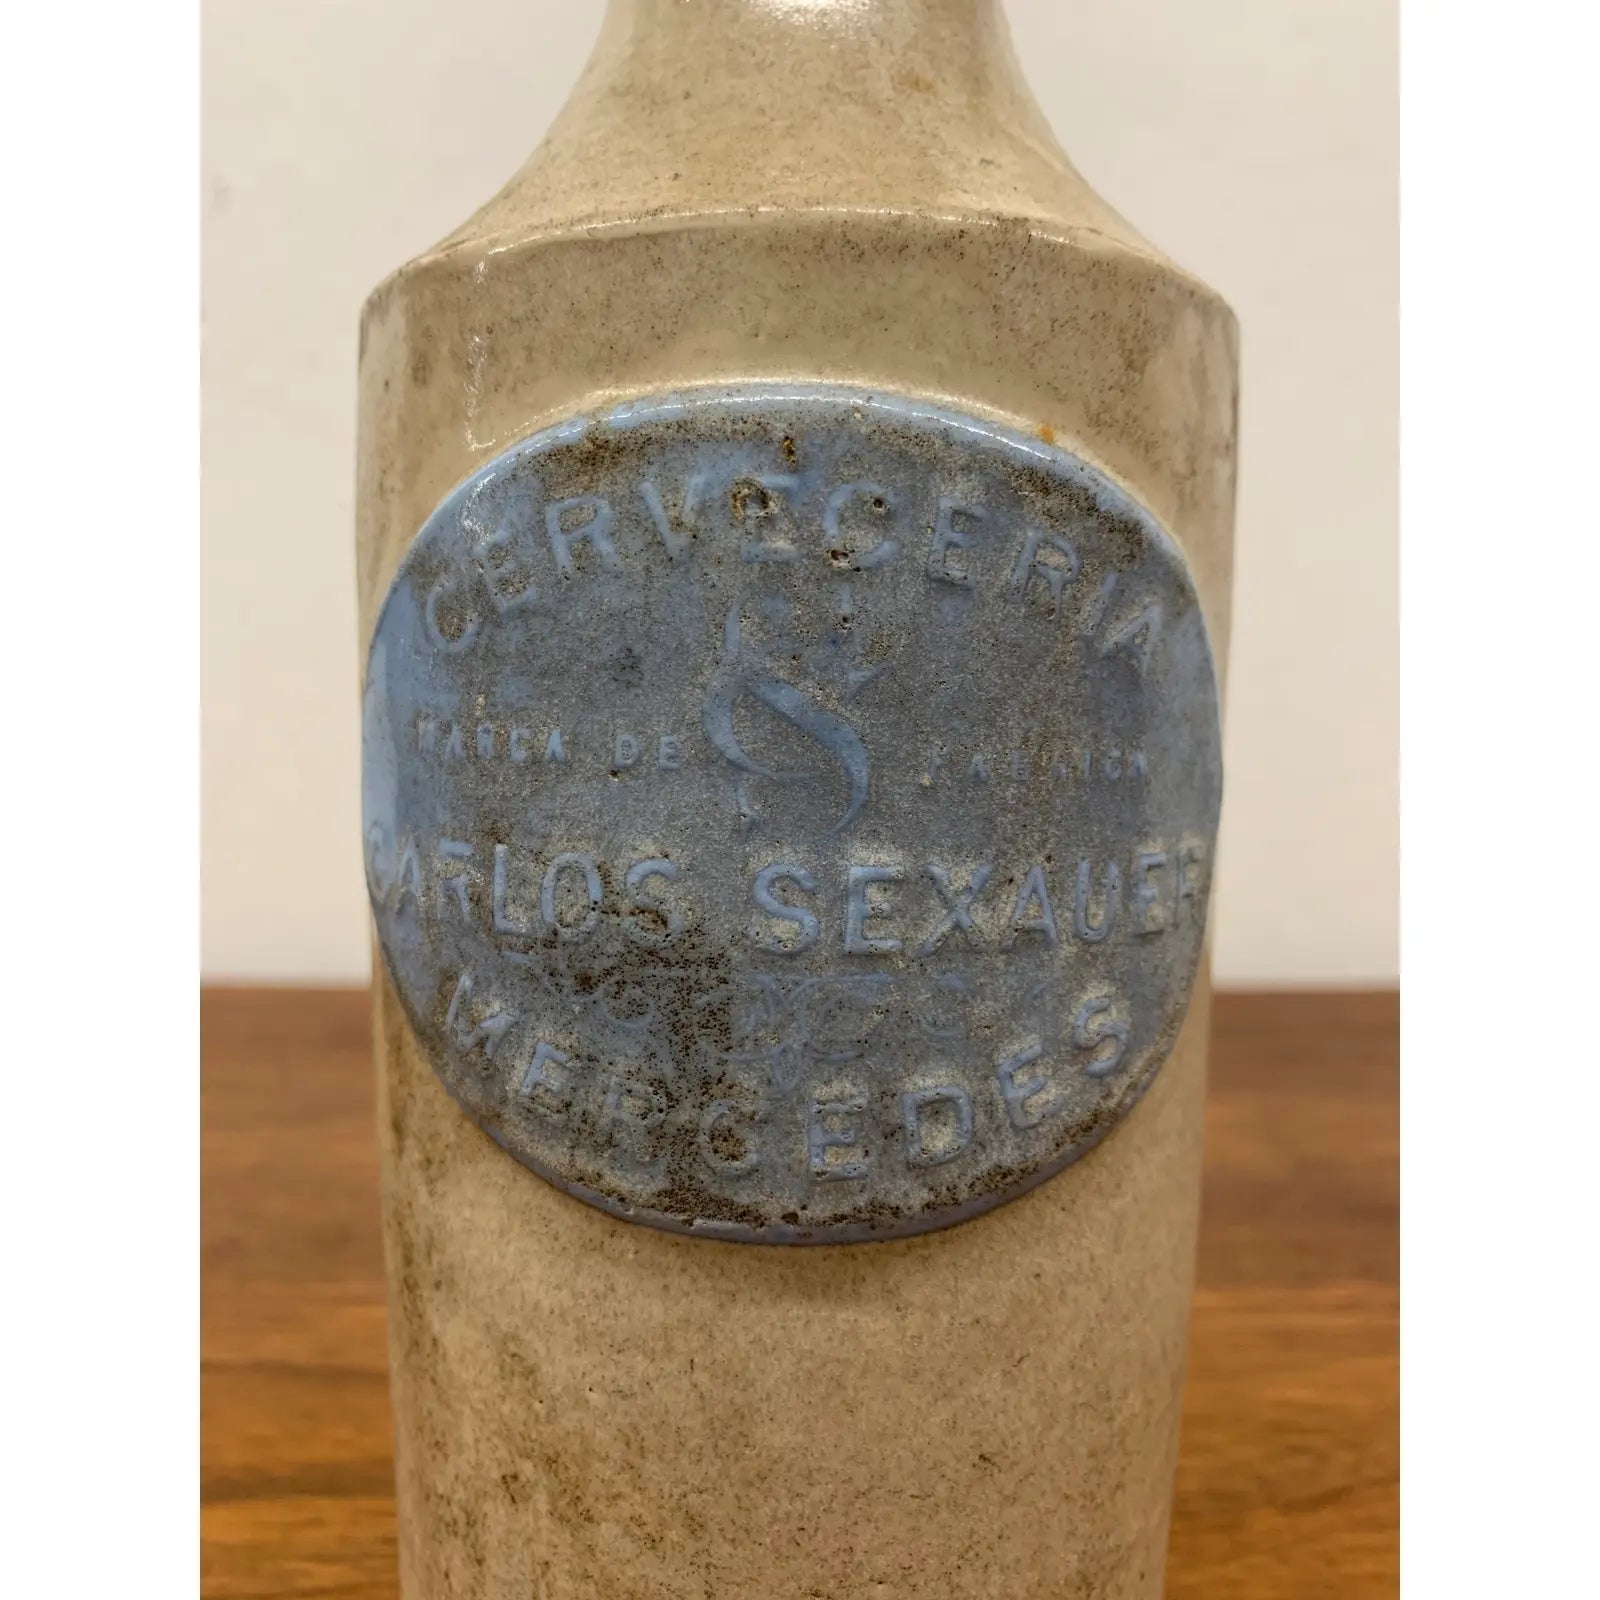 CERVECERIA
MARCA DE FABRICA
CARLOS SEXAUER
MERCEDES